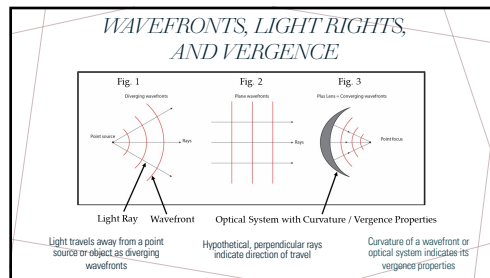 WAVEFRONTS, LIGHT RIGHTS,
AND VERGENCE
Fig. 1
Fig. 2
Fig. 3
Diverging wavefronts
Plane wavefronts
Plus Lens = Converging wavefronts
Point source
Rays
Rays
Point focus
Light Ray
Wavefront
Optical System with Curvature / Vergence Properties
Light travels away from a point
source or object as diverging
wavefronts
Hypothetical, perpendicular rays
indicate direction of travel
Curvature of a wavefront or
optical system indicates its
vergence properties